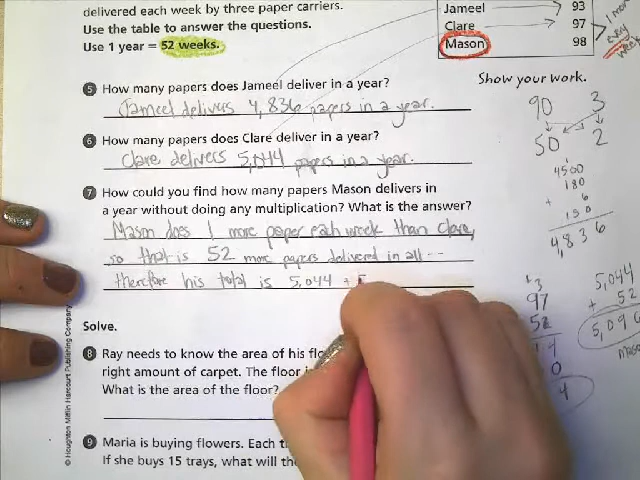 delivered each week by three paper carriers.
Use the table to answer the questions.
Use 1 year = 52 weeks.
Jameel 93
Clare 97
Mason 98
1 more
every
week
5 How many papers does Jameel deliver in a year?
Jameel delivers 4,836 papers in a year.
6 How many papers does Clare deliver in a year?
Clare delivers 5,044 papers in a year.
7 How could you find how many papers Mason delivers in
a year without doing any multiplication? What is the answer?
Mason does 1 more paper each week than Clare,
so that is 52 more papers delivered in all...
therefore his total is 5,044 + 5
Show your work.
90 3
50 2
1
4500
180
6
+ 150
4,836
3
97
52
5,044
+ 52
5,09
Solve.
8 Ray needs to know the area of his
right amount of carpet. The floor
What is the area of the floor?
9 Maria is buying flowers. Each
If she buys 15 trays, what will the
© Houghton Mifflin Harcourt Publishing Company